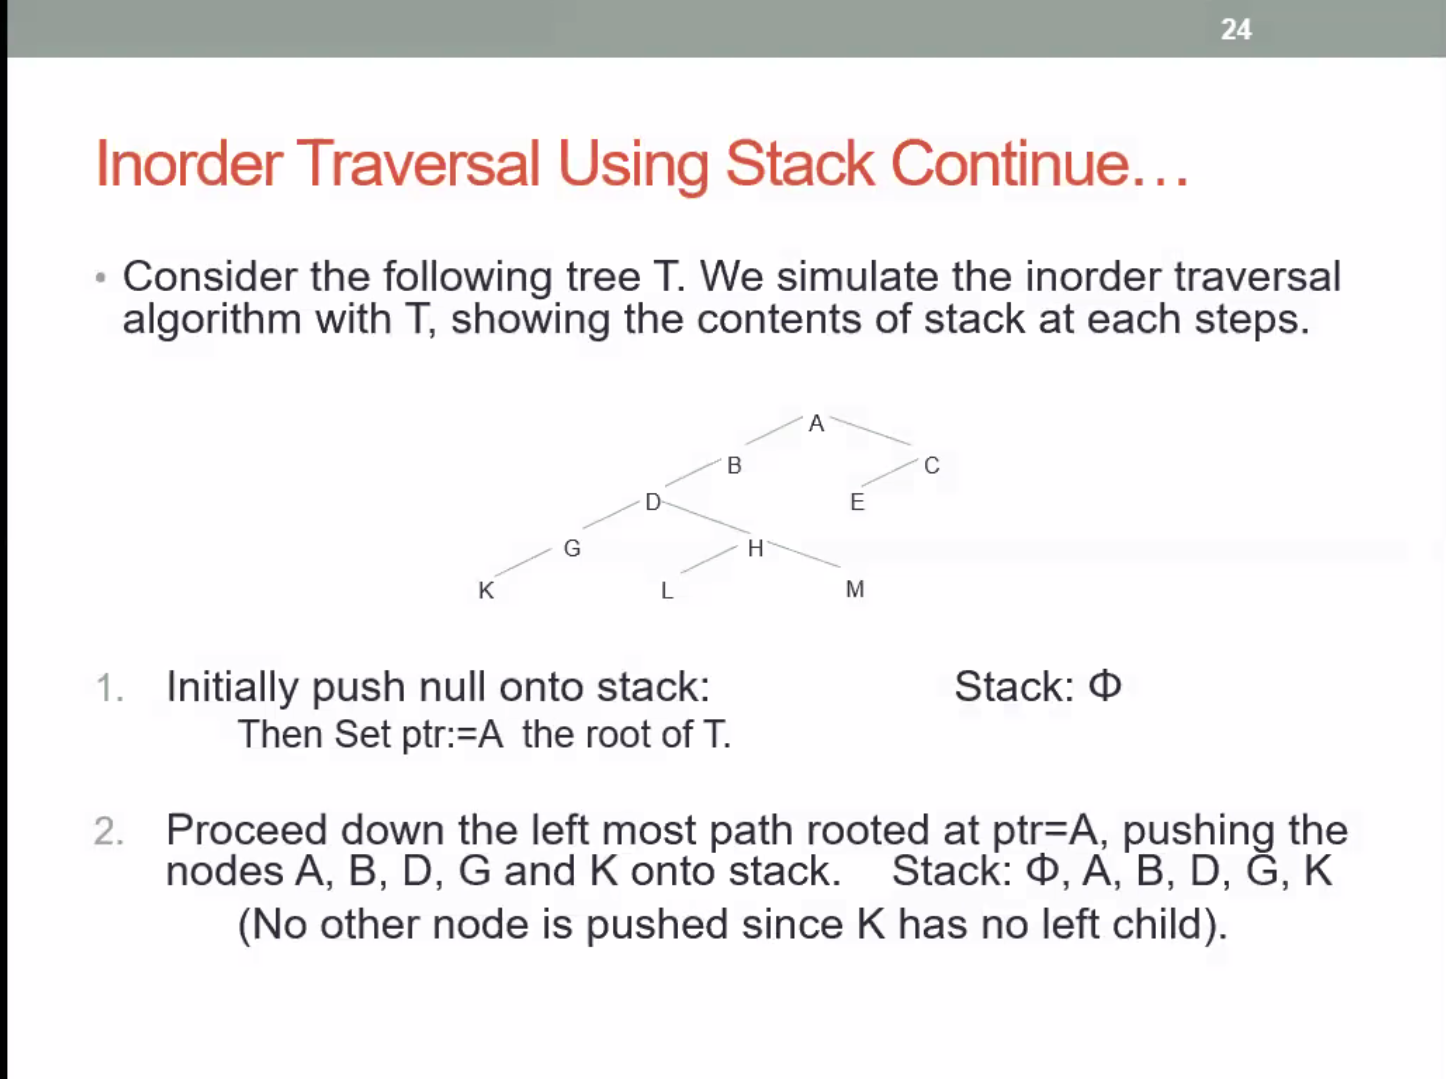 24
Inorder Traversal Using Stack Continue…
• Consider the following tree T. We simulate the inorder traversal
algorithm with T, showing the contents of stack at each steps.
A
B C
D E
G H
K L M
1. Initially push null onto stack: Stack: Φ
Then Set ptr:=A the root of T.
2. Proceed down the left most path rooted at ptr=A, pushing the
nodes A, B, D, G and K onto stack. Stack: Φ, A, B, D, G, K
(No other node is pushed since K has no left child).